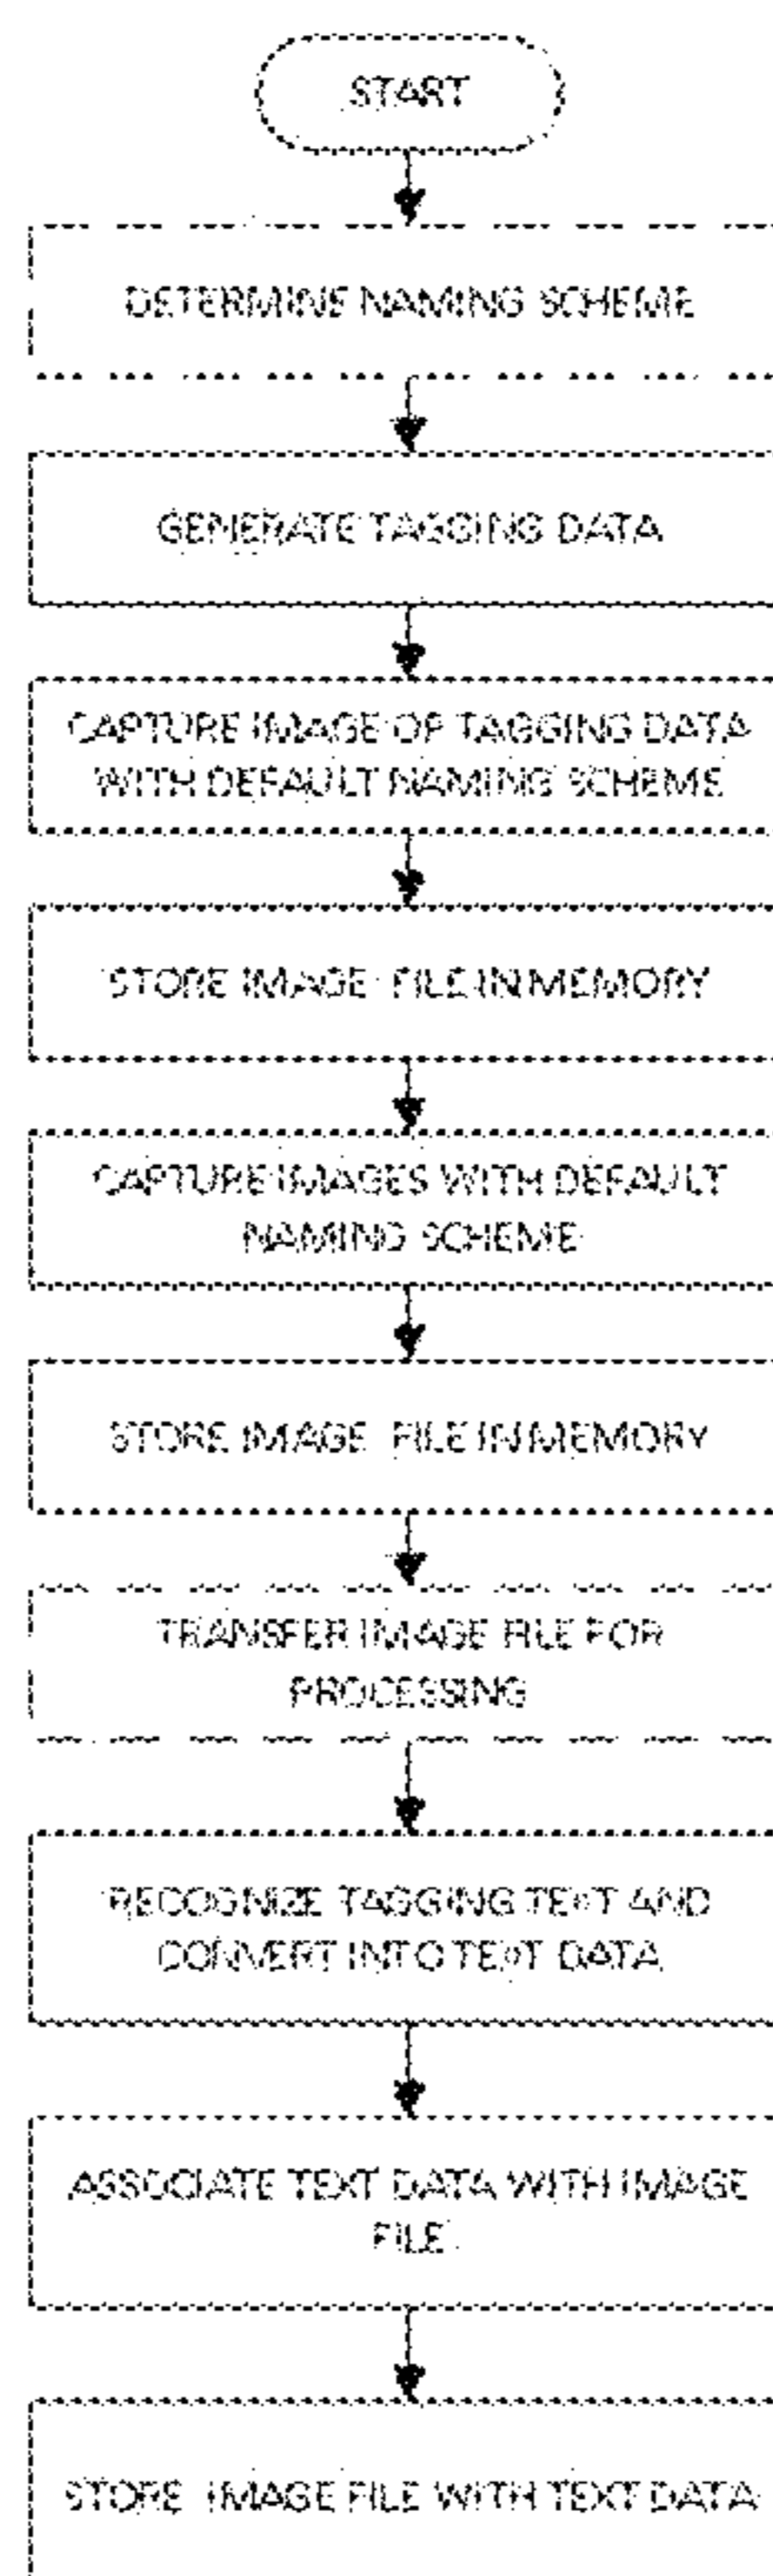 START
DETERMINE NAMING SCHEME
GENERATE TAGGING DATA
CAPTURE IMAGE OF TAGGING DATA
WITH DEFAULT NAMING SCHEME
STORE IMAGE FILE IN MEMORY
CAPTURE IMAGES WITH DEFAULT
NAMING SCHEME
STORE IMAGE FILE IN MEMORY
TRANSFER IMAGE FILE FOR
PROCESSING
RECOGNIZE TAGGING TEXT AND
CONVERT INTO TEXT DATA
ASSOCIATE TEXT DATA WITH IMAGE
FILE
STORE IMAGE FILE WITH TEXT DATA